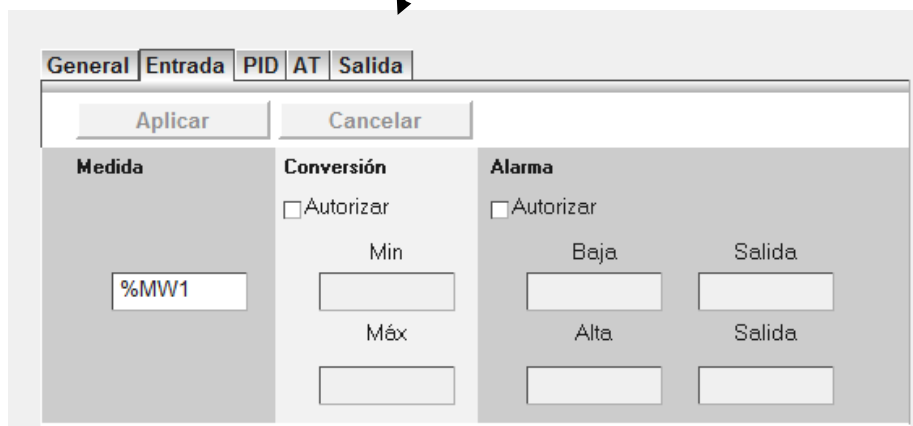 General Entrada PID AT Salida
Aplicar Cancelar
Medida Conversión Alarma
Autorizar Autorizar
Min Baja Salida
%MW1
Máx Alta Salida